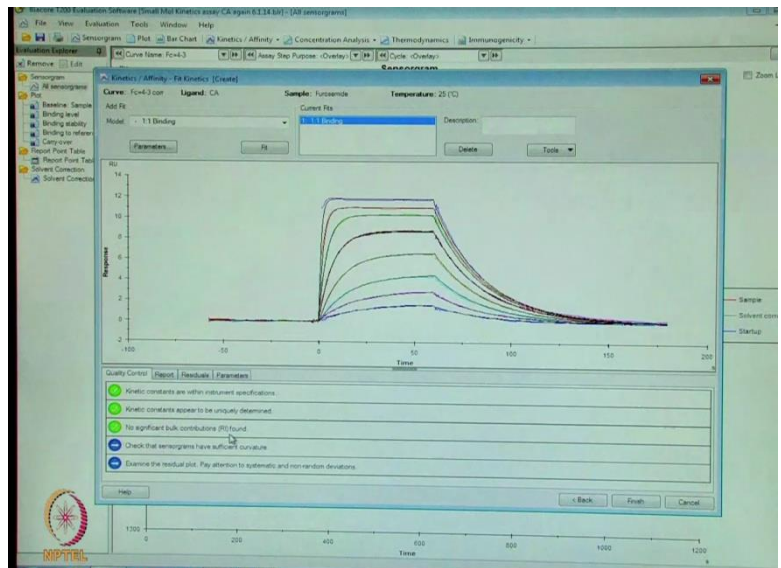 Biacore T200 Evaluation Software [Small Mol Kinetics assay CA again 6.1.14 blr] - [All sensorgrams]
File View Evaluation Tools Window Help
Sensorgram Plot Bar Chart Kinetics / Affinity Concentration Analysis Thermodynamics Immunogenicity
Evaluation Explorer
Curve Name: Fc=4-3 Assay Step Purpose: <Overlay> Cycle: <Overlay>
Remove Edit
Sensorgram
Sensorgram
All sensorgrams
Zoom L
Plot
Baseline: Sample
Binding level
Binding stability
Binding to referen
Carry-over
Report Point Table
Report Point Tabl
Solvent Correction
Solvent Correction
Kinetics / Affinity - Fit Kinetics [Create]
Curve: Fc=4-3 corr Ligand: CA Sample: Furosemide Temperature: 25 (°C)
Add Fit
Current Fits
Model: 1:1 Binding
1: 1:1 Binding
Description:
Parameters... Fit Delete Tools
RU
14
12
10
8
6
4
2
0
-2
Response
-100 -50 0 50 100 150 200
Time s
Sample
Solvent corre
Startup
Quality Control Report Residuals Parameters
Kinetic constants are within instrument specifications.
Kinetic constants appear to be uniquely determined.
No significant bulk contributions (RI) found.
Check that sensorgrams have sufficient curvature.
Examine the residual plot. Pay attention to systematic and non-random deviations.
Help < Back Finish Cancel
0 200 400 600 800 1000 1200
Time s
NPTEL